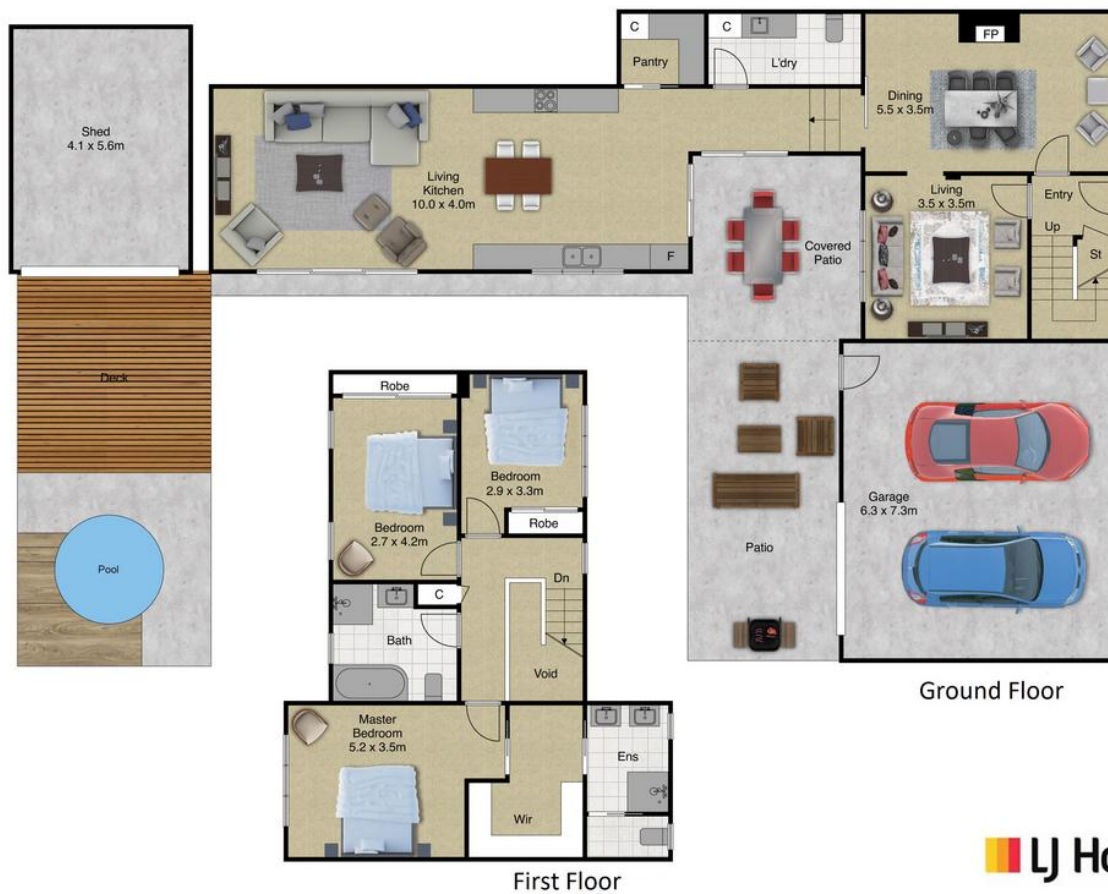 C
C
FP
Pantry
L'dry
Dining
5.5 x 3.5m
Shed
4.1 x 5.6m
Living
Kitchen
10.0 x 4.0m
F
Living
3.5 x 3.5m
Entry
Up
St
Covered
Patio
Deck
Pool
Garage
6.3 x 7.3m
Patio
Ground Floor
Robe
Bedroom
2.9 x 3.3m
Robe
Bedroom
2.7 x 4.2m
C
Dn
Bath
Void
Master
Bedroom
5.2 x 3.5m
Ens
Wir
First Floor
LJ Ho